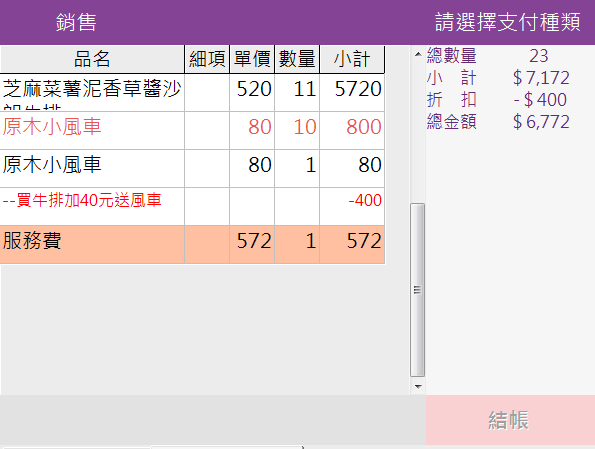 銷售
請選擇支付種類
品名 細項 單價 數量 小計
芝麻菜薯泥香草醬沙 520 11 5720
原木小風車 80 10 800
原木小風車 80 1 80
--買牛排加40元送風車 -400
服務費 572 1 572
總數量 23
小 計 $7,172
折 扣 -$400
總金額 $6,772
結帳